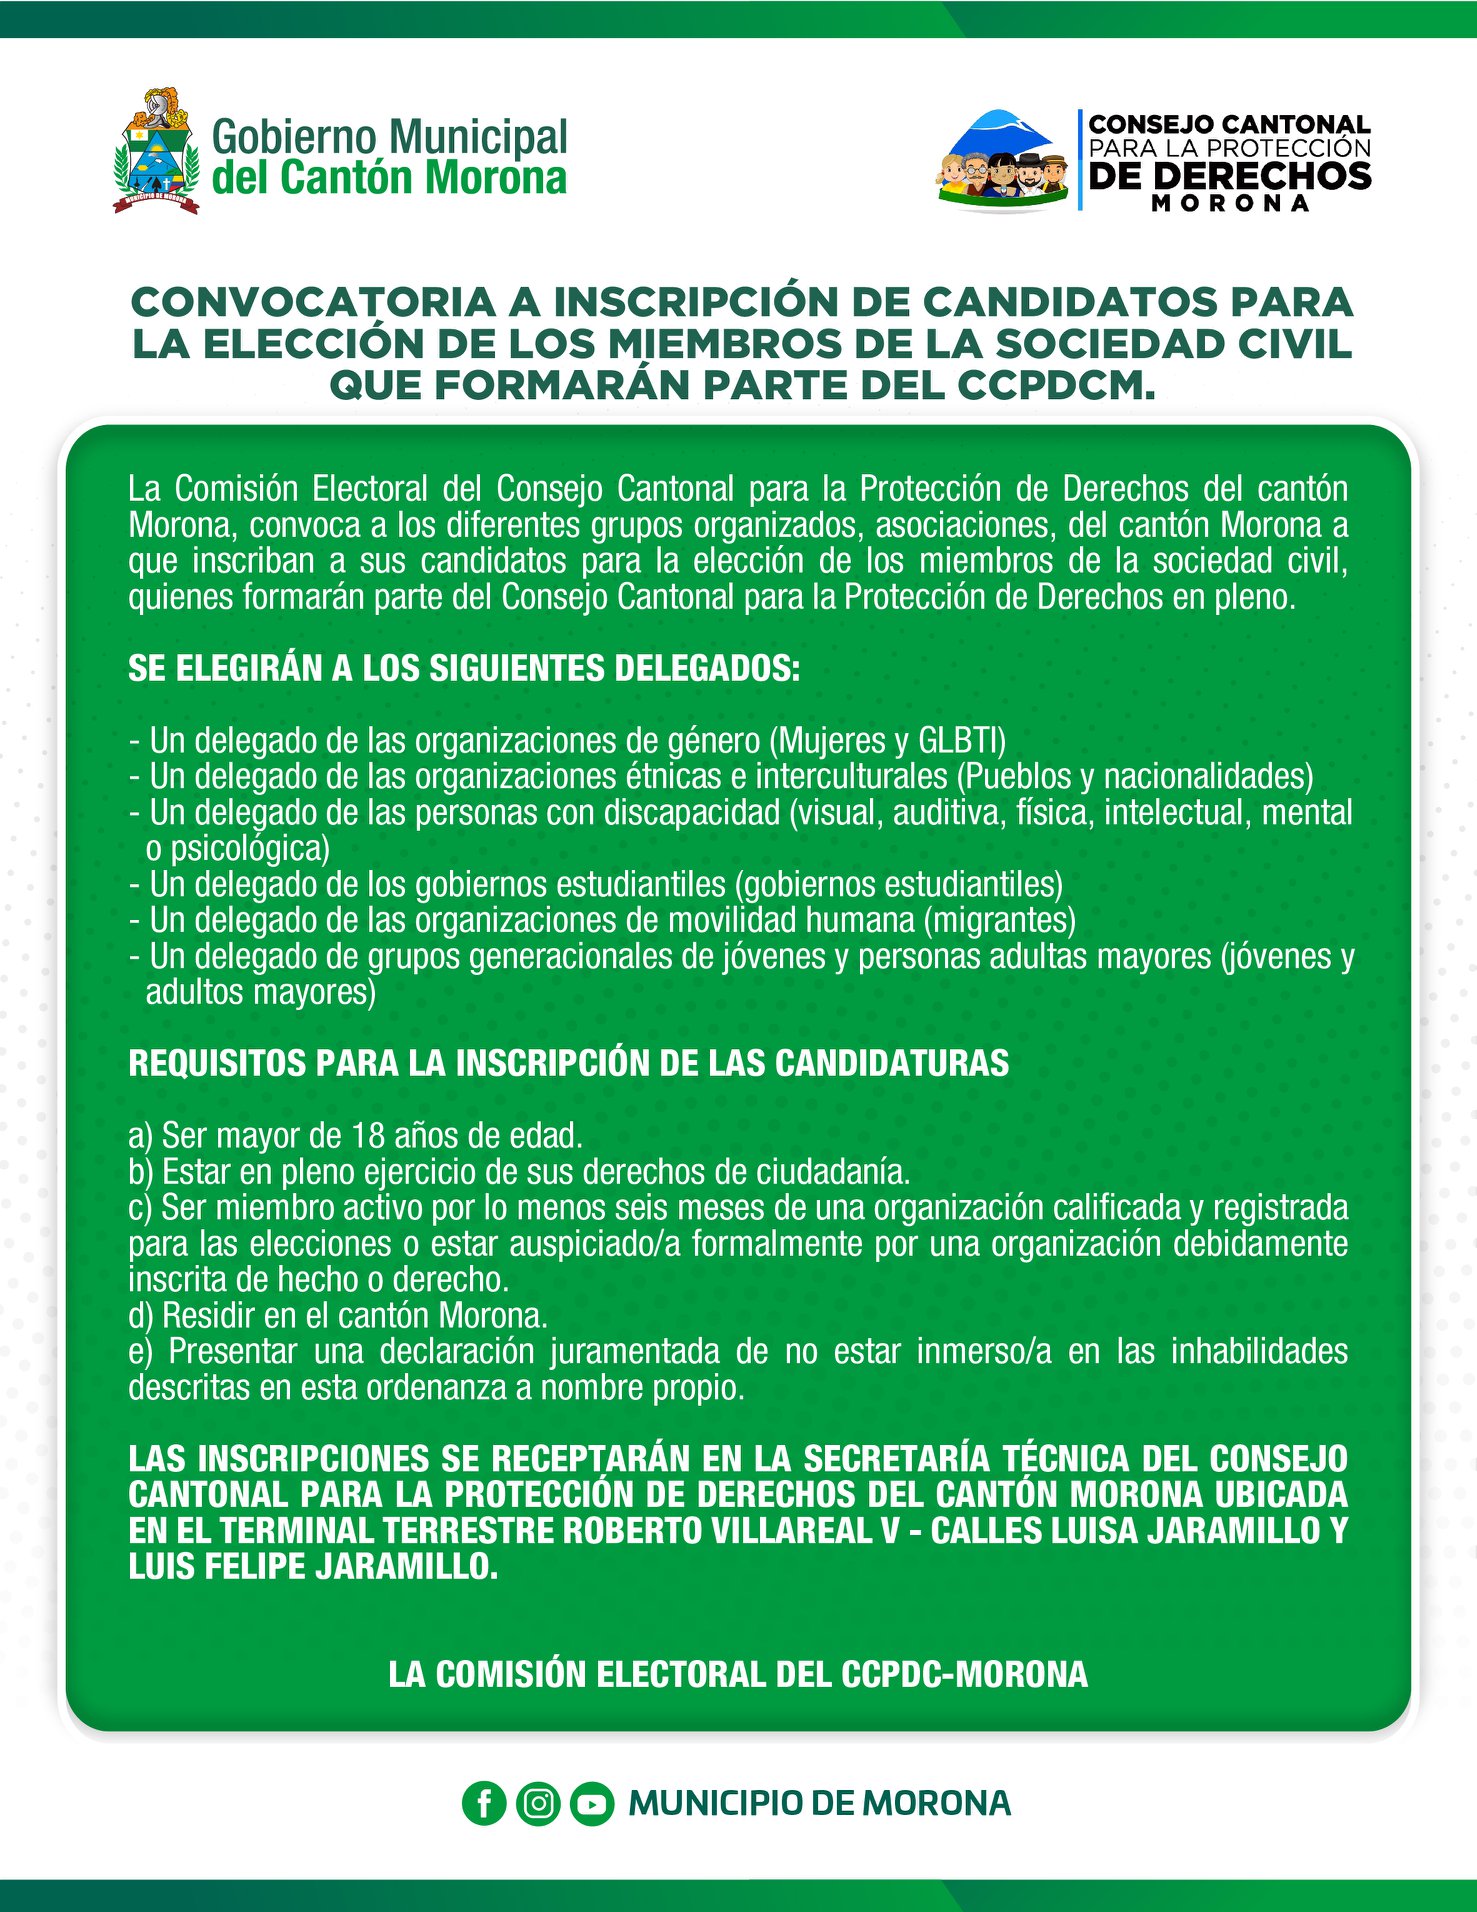 Gobierno Municipal
del Cantón Morona
MUNICIPIO DE MORONA
CONSEJO CANTONAL
PARA LA PROTECCIÓN
DE DERECHOS
MORONA
CONVOCATORIA A INSCRIPCIÓN DE CANDIDATOS PARA
LA ELECCIÓN DE LOS MIEMBROS DE LA SOCIEDAD CIVIL
QUE FORMARÁN PARTE DEL CCPDCM.
La Comisión Electoral del Consejo Cantonal para la Protección de Derechos del cantón
Morona, convoca a los diferentes grupos organizados, asociaciones, del cantón Morona a
que inscriban a sus candidatos para la elección de los miembros de la sociedad civil,
quienes formarán parte del Consejo Cantonal para la Protección de Derechos en pleno.
SE ELEGIRÁN A LOS SIGUIENTES DELEGADOS:
- Un delegado de las organizaciones de género (Mujeres y GLBTI)
- Un delegado de las organizaciones étnicas e interculturales (Pueblos y nacionalidades)
- Un delegado de las personas con discapacidad (visual, auditiva, física, intelectual, mental
o psicológica)
- Un delegado de los gobiernos estudiantiles (gobiernos estudiantiles)
- Un delegado de las organizaciones de movilidad humana (migrantes)
- Un delegado de grupos generacionales de jóvenes y personas adultas mayores (jóvenes y
adultos mayores)
REQUISITOS PARA LA INSCRIPCIÓN DE LAS CANDIDATURAS
a) Ser mayor de 18 años de edad.
b) Estar en pleno ejercicio de sus derechos de ciudadanía.
c) Ser miembro activo por lo menos seis meses de una organización calificada y registrada
para las elecciones o estar auspiciado/a formalmente por una organización debidamente
inscrita de hecho o derecho.
d) Residir en el cantón Morona.
e) Presentar una declaración juramentada de no estar inmerso/a en las inhabilidades
descritas en esta ordenanza a nombre propio.
LAS INSCRIPCIONES SE RECEPTARÁN EN LA SECRETARÍA TÉCNICA DEL CONSEJO
CANTONAL PARA LA PROTECCIÓN DE DERECHOS DEL CANTÓN MORONA UBICADA
EN EL TERMINAL TERRESTRE ROBERTO VILLAREAL V - CALLES LUISA JARAMILLO Y
LUIS FELIPE JARAMILLO.
LA COMISIÓN ELECTORAL DEL CCPDC-MORONA
MUNICIPIO DE MORONA